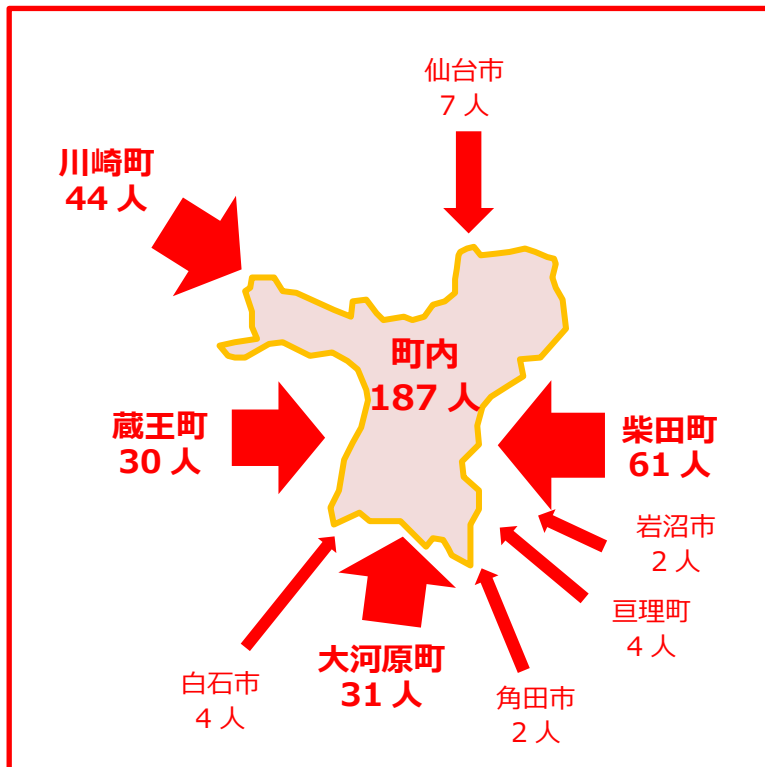 仙台市
7 人
川崎町
44 人
町内
187 人
蔵王町
30 人
柴田町
61 人
岩沼市
2 人
亘理町
4 人
大河原町
31 人
白石市
4 人
角田市
2 人